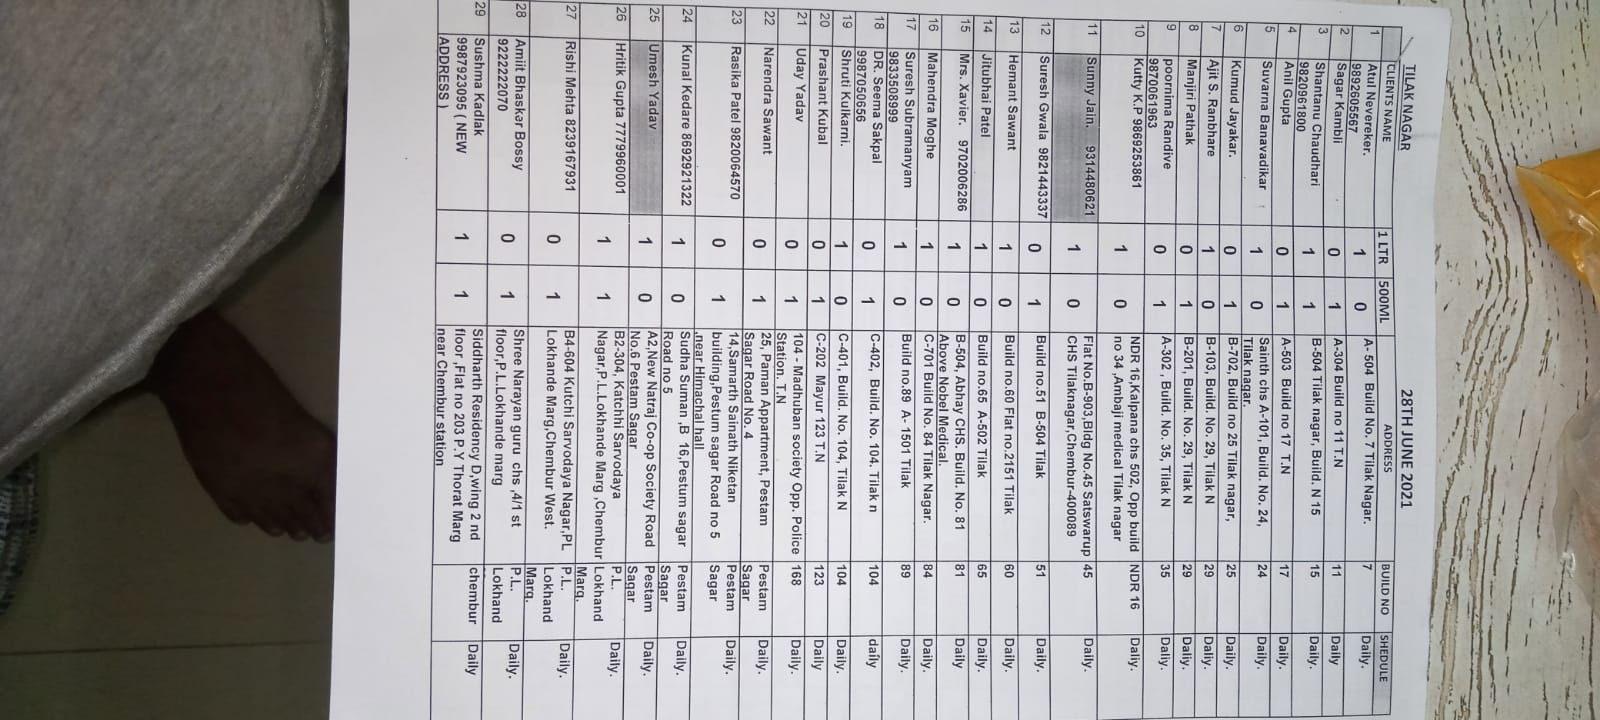 TILAK NAGAR 28TH JUNE 2021
CLIENTS NAME 1 LTR 500ML ADDRESS BUILD NO SHEDULE
1 Atul Nevereker. 1 0 A- 504 Build No. 7 Tilak Nagar. 7 Daily.
9892605567
2 Sagar Kambli 0 1 A-304 Build no 11 T.N 11 Daily
3 Shantanu Chaudhari 1 1 B-504 Tilak nagar, Build. N 15 15 Daily.
9820961800
4 Anil Gupta 0 1 A-503 Build no 17 T.N 17 Daily.
5 Suvarna Banavadikar 1 0 Sainth chs A-101, Build. No. 24, 24 Daily.
Tilak nagar.
6 Kumud Jayakar. 0 1 B-702, Build no 25 Tilak nagar, 25 Daily.
7 Ajit S. Ranbhare 1 0 B-103, Build. No. 29, Tilak N 29 Daliy.
8 Manjiri Pathak 0 1 B-201, Build. No. 29, Tilak N 29 Daliy.
9 poornima Randive 0 1 A-302 , Build. No. 35, Tilak N 35 Daliy.
9870061963
10 Kutty K.P 9869253861 1 0 NDR 16,Kalpana chs 502, Opp build NDR 16 Daliy.
no 34 ,Ambaji medical Tilak nagar
11 Sunny Jain. 9314480621 1 0 Flat No.B-903,Bldg No.45 Satswarup 45 Daily.
CHS Tilaknagar,Chembur-400089
12 Suresh Gwala 9821443337 0 1 Build no.51 B-504 Tilak 51 Daily.
13 Hemant Sawant 1 0 Build no.60 Flat no.2151 Tilak 60 Daily.
14 Jitubhai Patel 1 0 Build no.65 A-502 Tilak 65 Daily.
15 Mrs. Xavier. 9702006286 1 0 B-504, Abhay CHS. Build. No. 81 81 Daily
Above Nobel Medical.
16 Mahendra Moghe 1 0 C-701 Build No. 84 Tilak Nagar. 84 Daily.
17 Suresh Subramanyam 1 0 Build no.89 A- 1501 Tilak 89 Daily.
9833508999
18 DR. Seema Sakpal 0 1 C-402, Build. No. 104. Tilak n 104 daily
9987050656
19 Shruti Kulkarni. 1 0 C-401, Build. No. 104, Tilak N 104 Daily.
20 Prashant Kubal 0 1 C-202 Mayur 123 T.N 123 Daily
21 Uday Yadav 0 1 104 - Madhuban society Opp. Police 168 Daily.
Station. T.N
22 Narendra Sawant 0 1 25, Paman Appartment, Pestam Pestam Daily.
Sagar Road No. 4 Sagar
23 Rasika Patel 9820064570 0 1 14,Samarth Sainath Niketan Pestam Daily.
building,Pestum sagar Road no 5 Sagar
,near Himachal hall
24 Kunal Kedare 8692921322 1 0 Sudha Suman ,B 16,Pestum sagar Pestam Daily.
Road no 5 Sagar
25 Umesh Yadav 1 0 A2,New Natraj Co-op Society Road Pestam Daily.
No.6 Pestam Sagar Sagar
26 Hritik Gupta 7779960001 1 1 B2-304, Katchhi Sarvodaya P.L. Daily.
Nagar,P.L.Lokhande Marg ,Chembur Lokhand
Marg.
27 Rishi Mehta 8239167931 0 1 B4-604 Kutchi Sarvodaya Nagar,PL P.L. Daily.
Lokhande Marg,Chembur West. Lokhand
Marg.
28 Amiit Bhasker Bossy 0 1 Shree Narayan guru chs ,4/1 st P.L. Daily.
9222222070 floor,P.L.Lokhande marg Lokhand
29 Sushma Kadlak 1 1 Siddharth Residency D,wing 2 nd chembur Daily
9987923095 ( NEW floor ,Flat no 203 P.Y Thorat Marg
ADDRESS ) near Chembur station